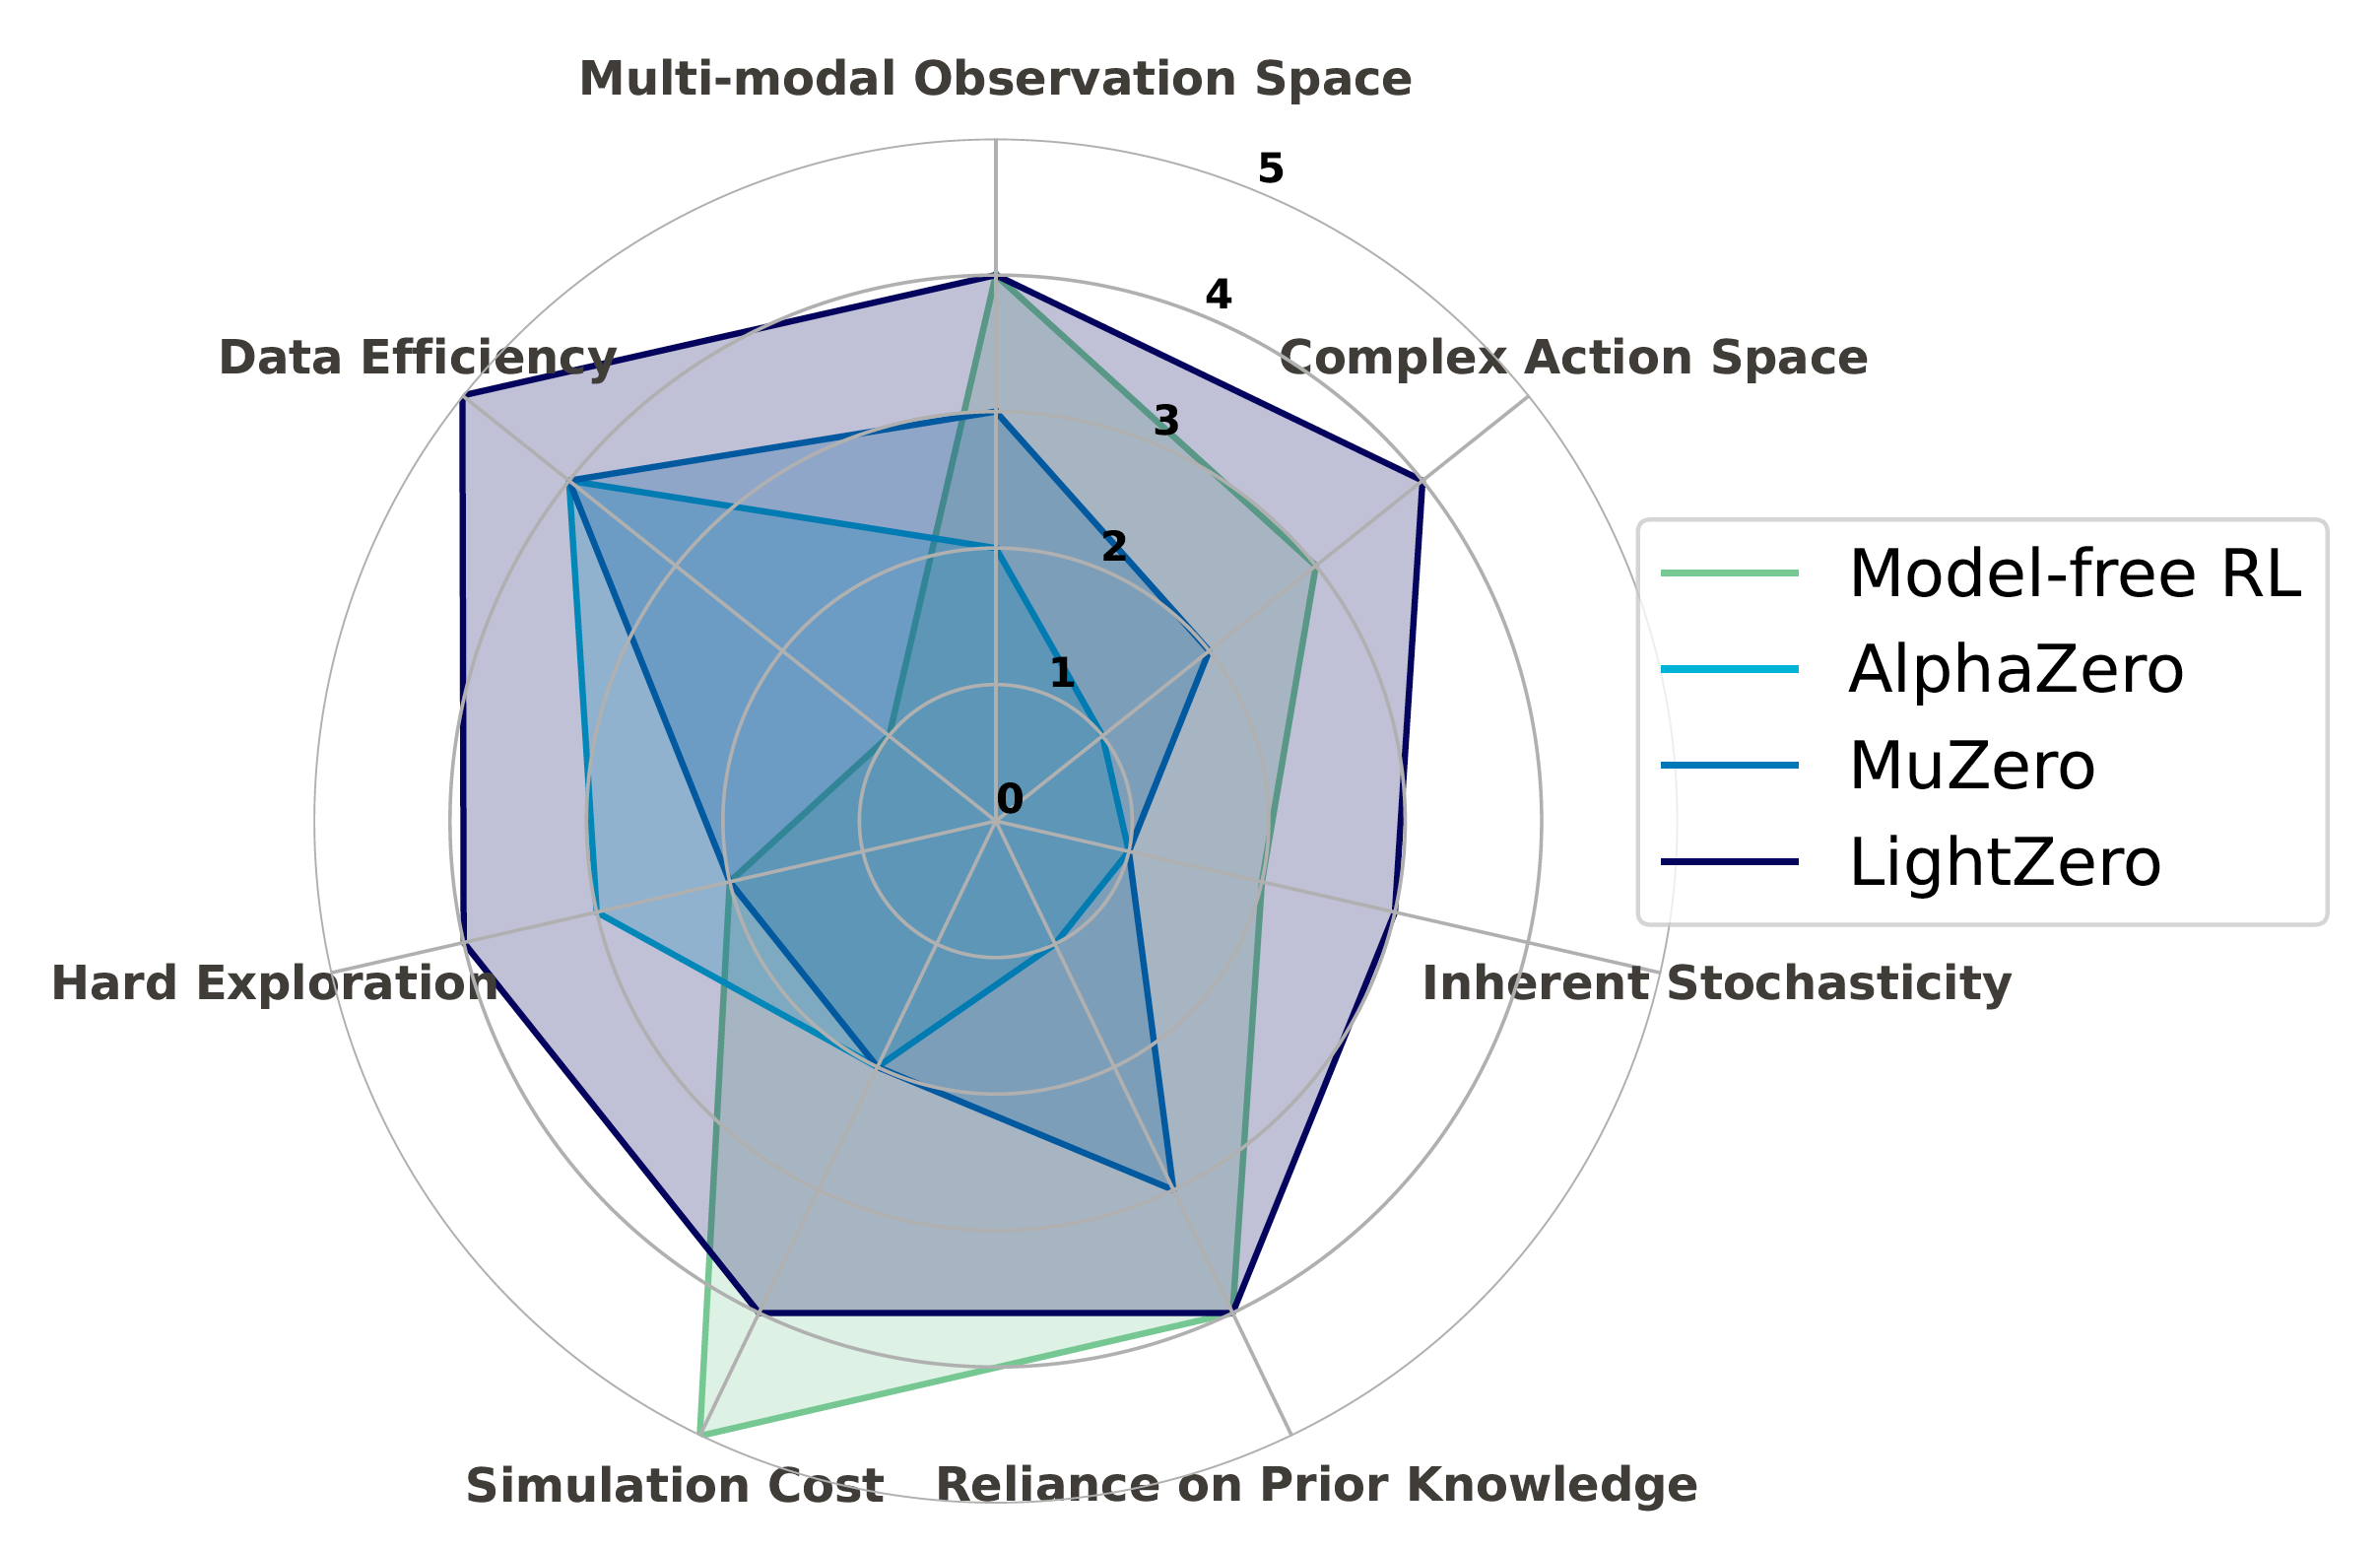 Multi-modal Observation Space
5
4
Data Efficiency
Complex Action Space
3
2
Model-free RL
1
AlphaZero
MuZero
0
LightZero
Hard Exploration
Inherent Stochasticity
Simulation Cost
Reliance on Prior Knowledge